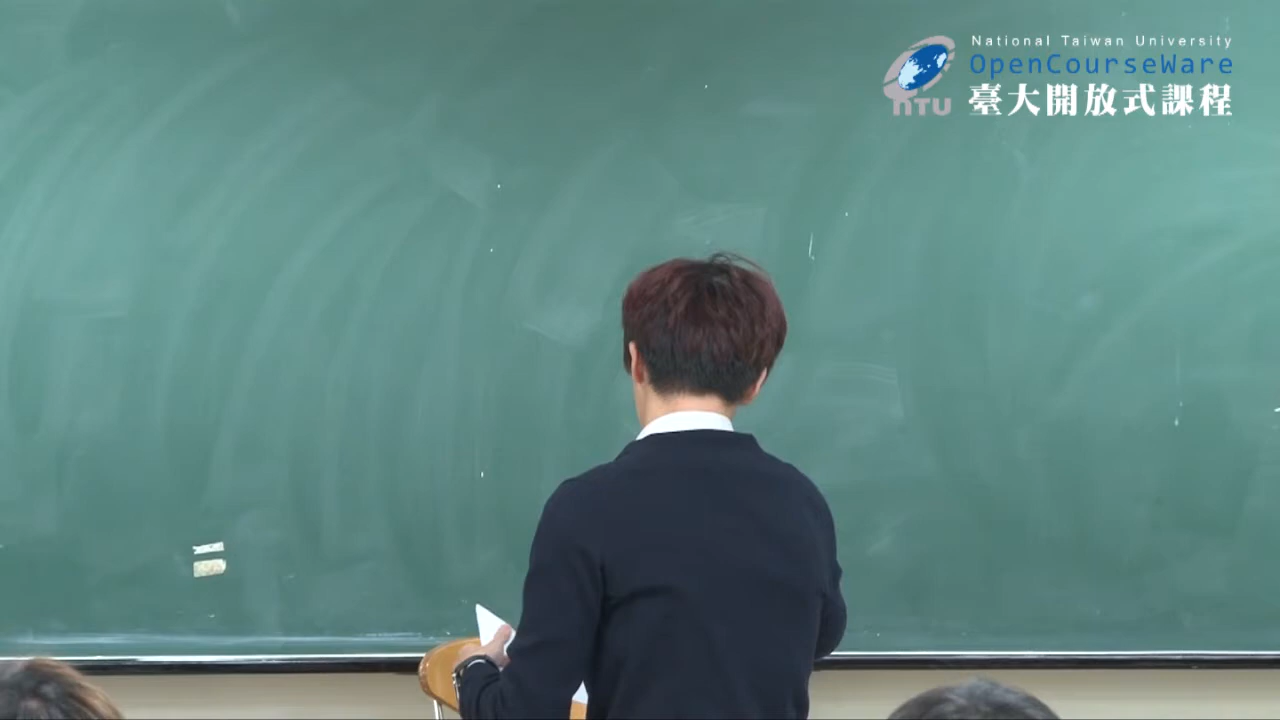 National Taiwan University
OpenCourseWare
臺大開放式課程
NTU